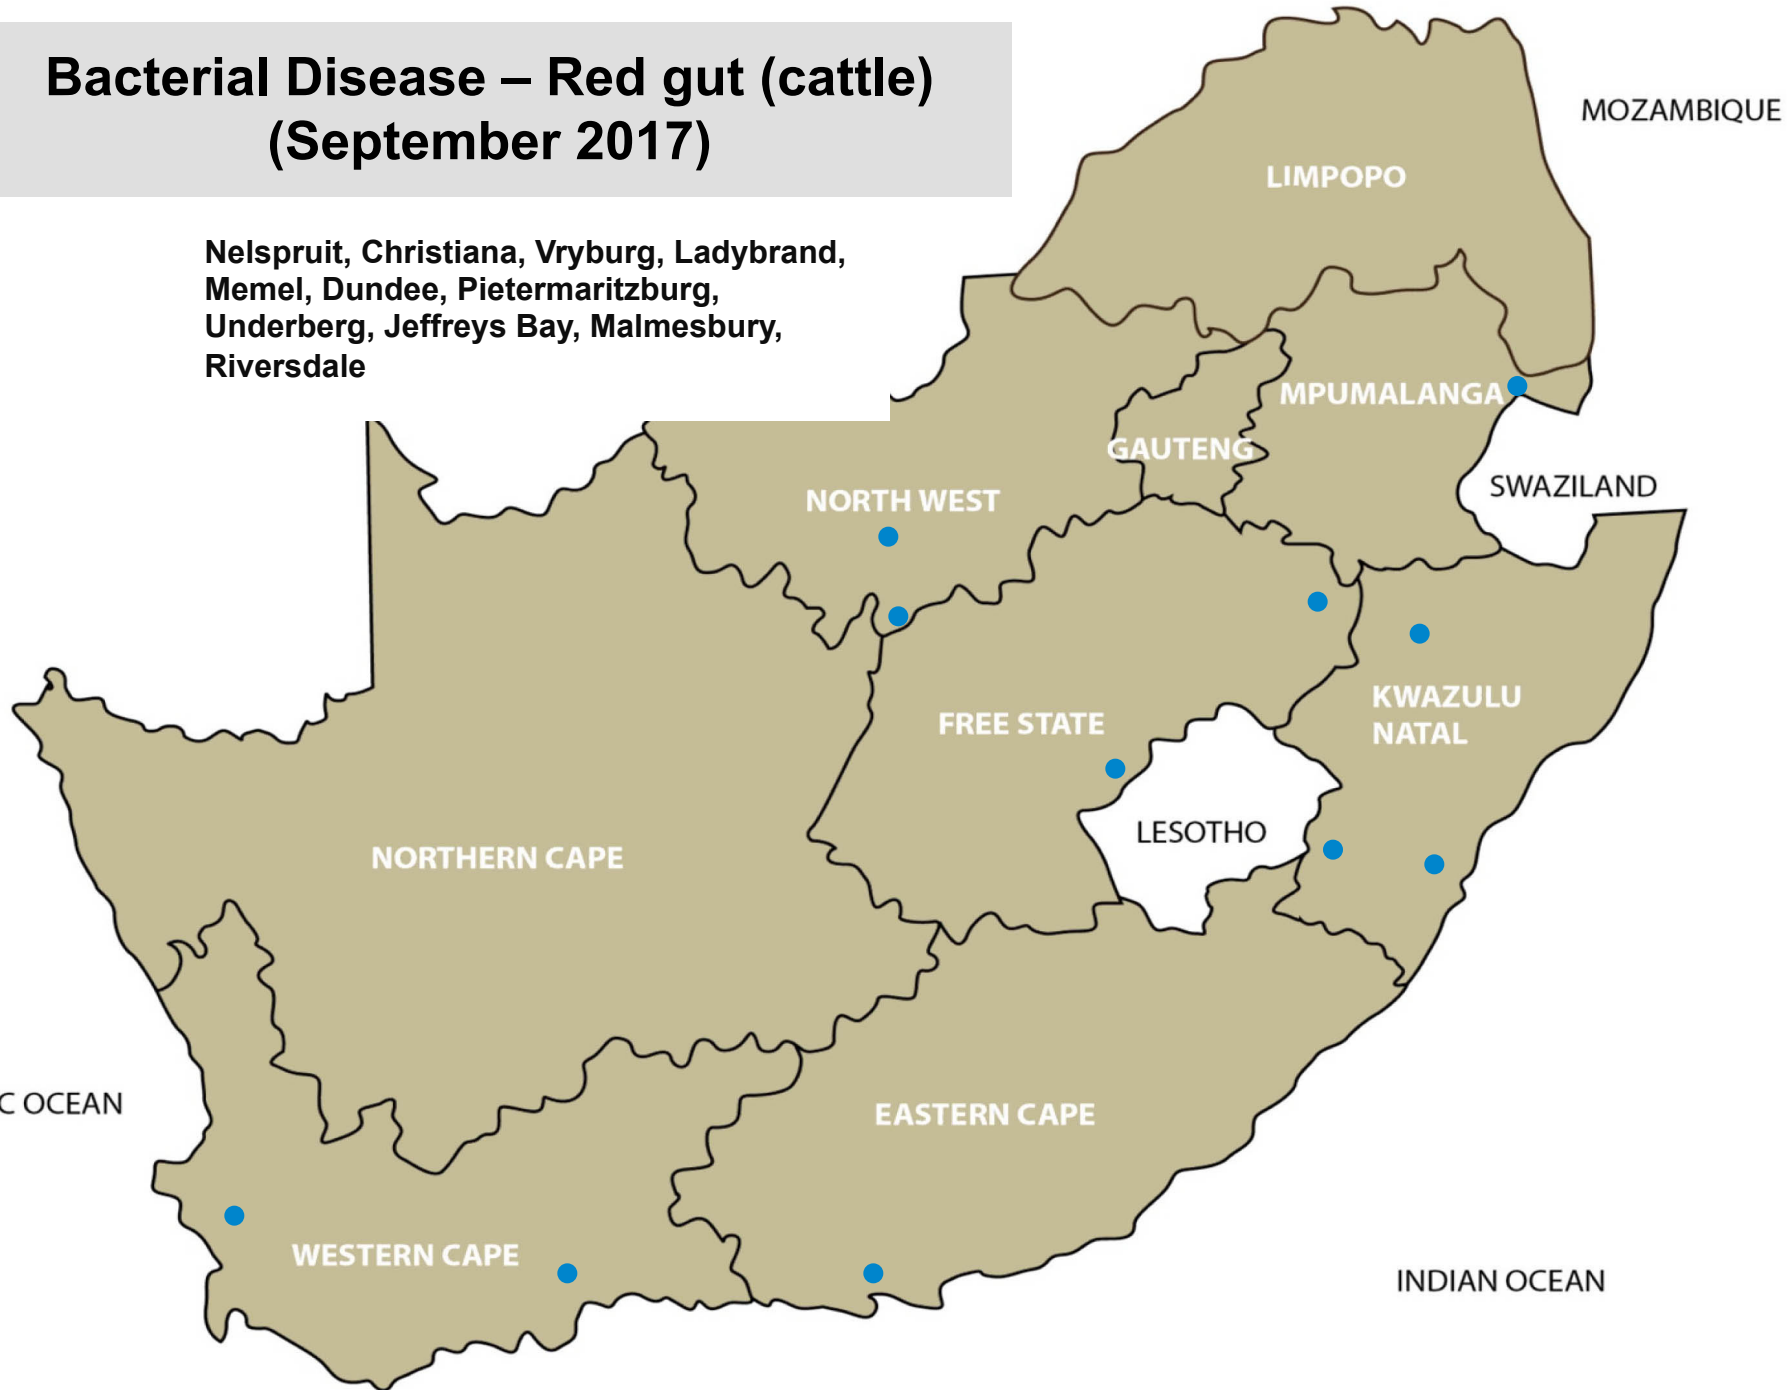 Bacterial Disease – Red gut (cattle)
(September 2017)
Nelspruit, Christiana, Vryburg, Ladybrand,
Memel, Dundee, Pietermaritzburg,
Underberg, Jeffreys Bay, Malmesbury,
Riversdale
MOZAMBIQUE
LIMPOPO
MPUMALANGA
GAUTENG
SWAZILAND
NORTH WEST
KWAZULU
NATAL
FREE STATE
LESOTHO
NORTHERN CAPE
C OCEAN
EASTERN CAPE
WESTERN CAPE
INDIAN OCEAN